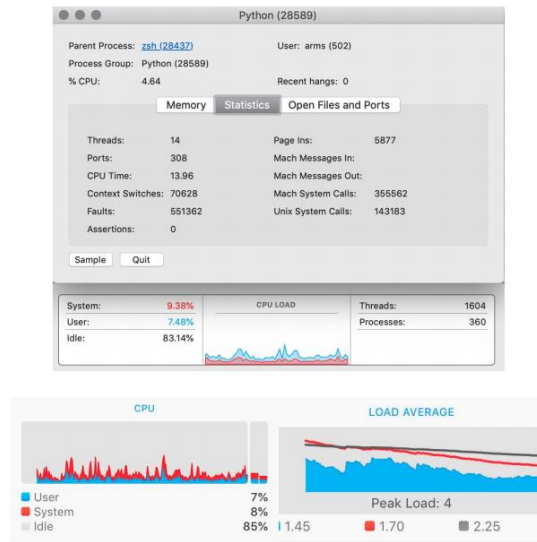 Python (28589)
Parent Process: zsh (28437) User: arms (502)
Process Group: Python (28589)
% CPU: 4.64 Recent hangs: 0
Memory Statistics Open Files and Ports
Threads: 14 Page Ins: 5877
Ports: 308 Mach Messages In:
CPU Time: 13.96 Mach Messages Out:
Context Switches: 70628 Mach System Calls: 355562
Faults: 551362 Unix System Calls: 143183
Assertions: 0
Sample Quit
System: 9.38% CPU LOAD Threads: 1604
User: 7.48% Processes: 360
Idle: 83.14%
CPU LOAD AVERAGE
User 7%
System 8%
Idle 85%
Peak Load: 4
1.45 1.70 2.25